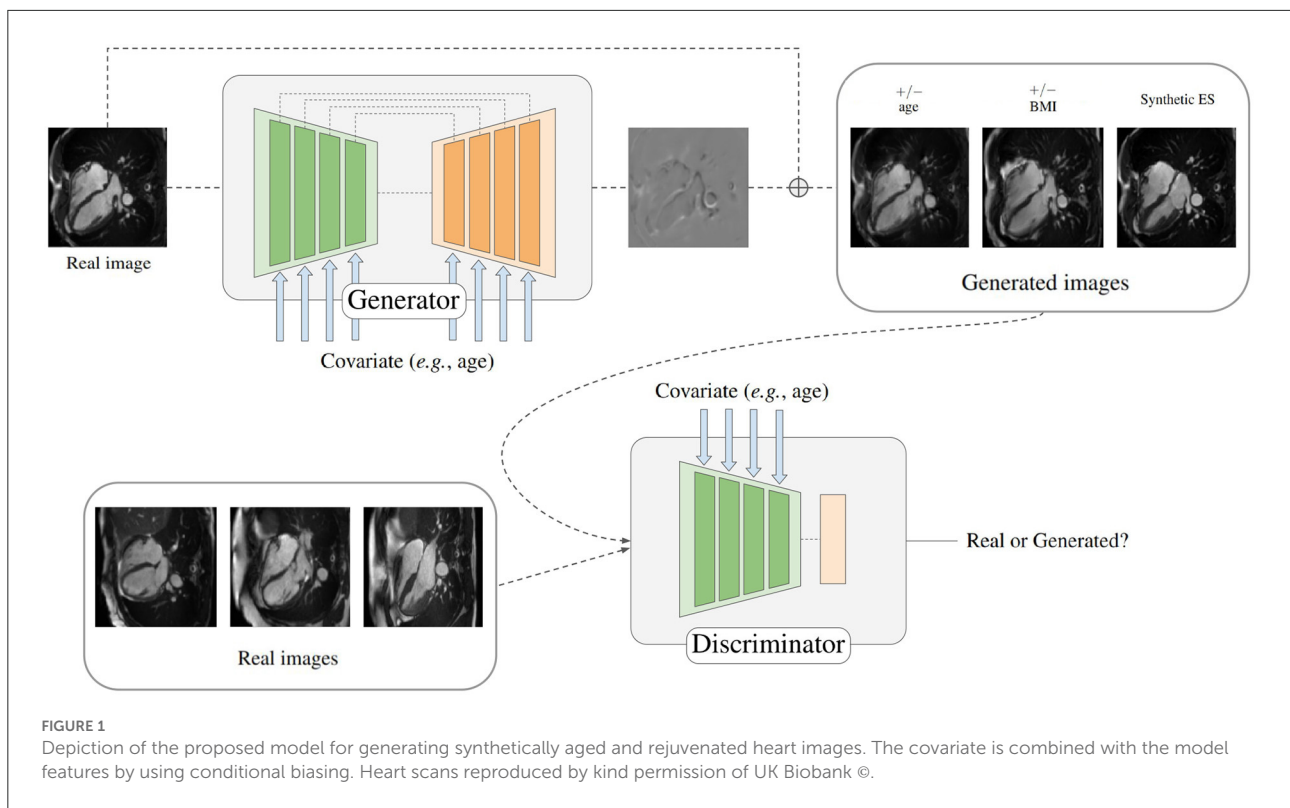 +/−
age
+/−
BMI
Synthetic ES
Real image
Generator
Generated images
Covariate (e.g., age)
Covariate (e.g., age)
Real or Generated?
Real images
Discriminator
FIGURE 1
Depiction of the proposed model for generating synthetically aged and rejuvenated heart images. The covariate is combined with the model
features by using conditional biasing. Heart scans reproduced by kind permission of UK Biobank ©.